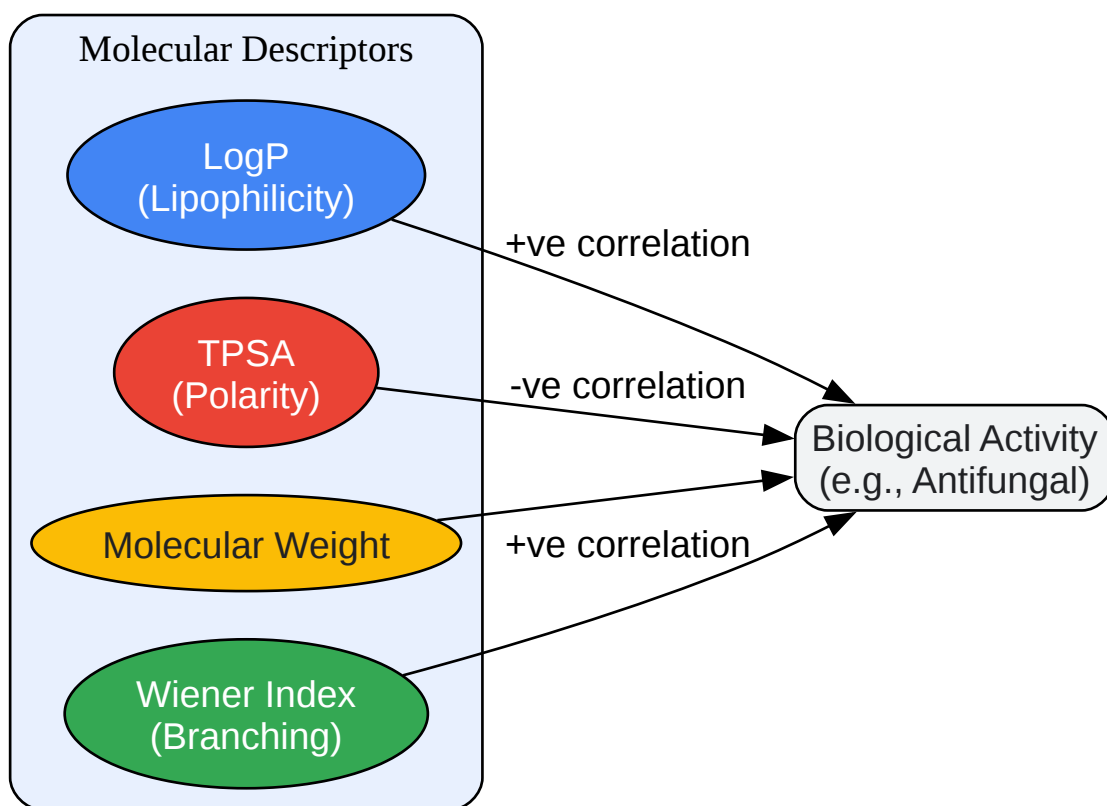 Molecular Descriptors
LogP
(Lipophilicity)
+ve correlation
TPSA
(Polarity)
-ve correlation
Biological Activity
(e.g., Antifungal)
Molecular Weight
+ve correlation
Wiener Index
(Branching)